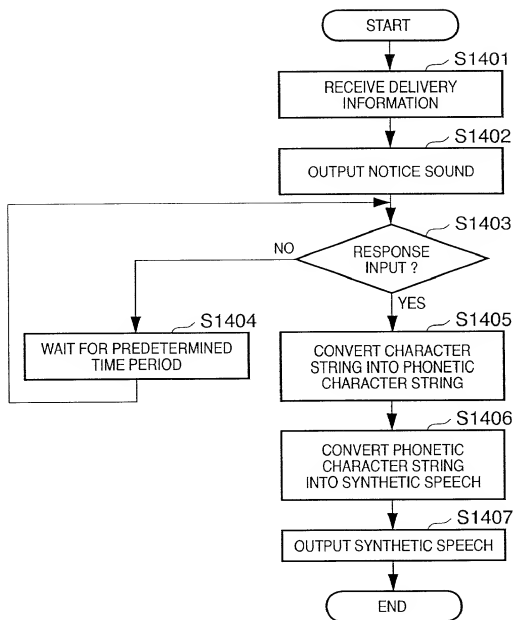 START
S1401
RECEIVE DELIVERY
INFORMATION
S1402
OUTPUT NOTICE SOUND
S1403
RESPONSE
INPUT ?
NO
YES
S1404
WAIT FOR PREDETERMINED
TIME PERIOD
S1405
CONVERT CHARACTER
STRING INTO PHONETIC
CHARACTER STRING
S1406
CONVERT PHONETIC
CHARACTER STRING
INTO SYNTHETIC SPEECH
S1407
OUTPUT SYNTHETIC SPEECH
END